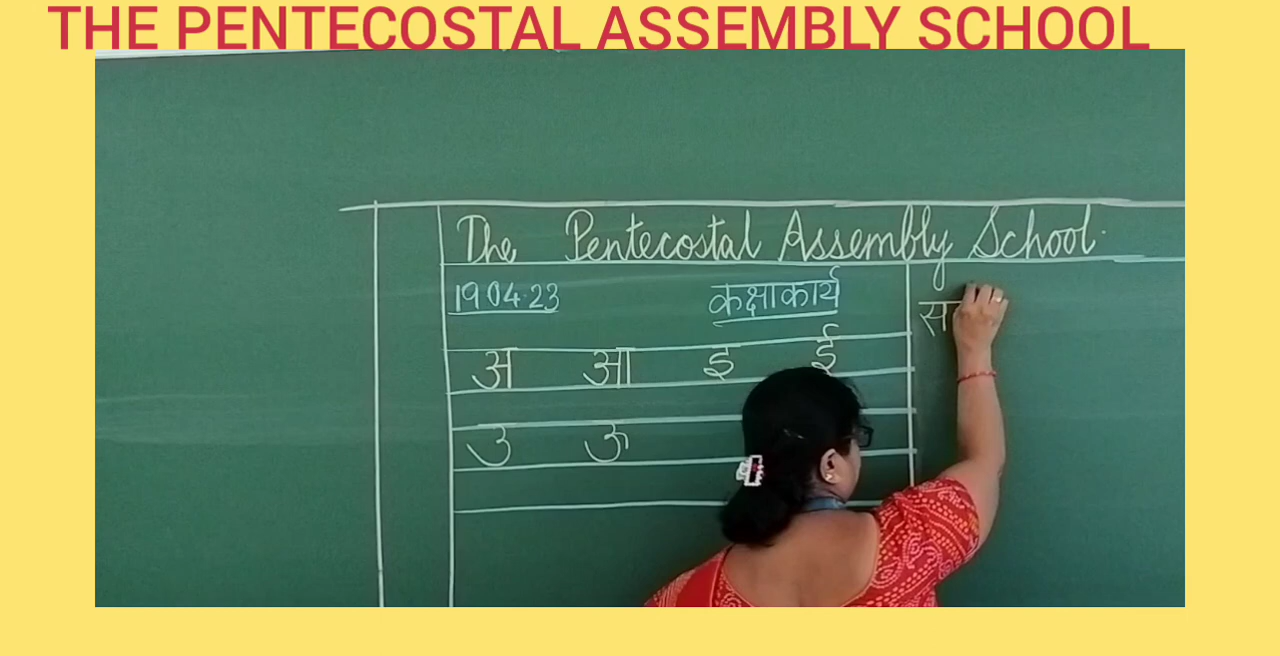 THE PENTECOSTAL ASSEMBLY SCHOOL
The Pentecostal Assembly School.
19.04.23 कक्षाकार्य
स
अ आ इ ई
उ ऊ